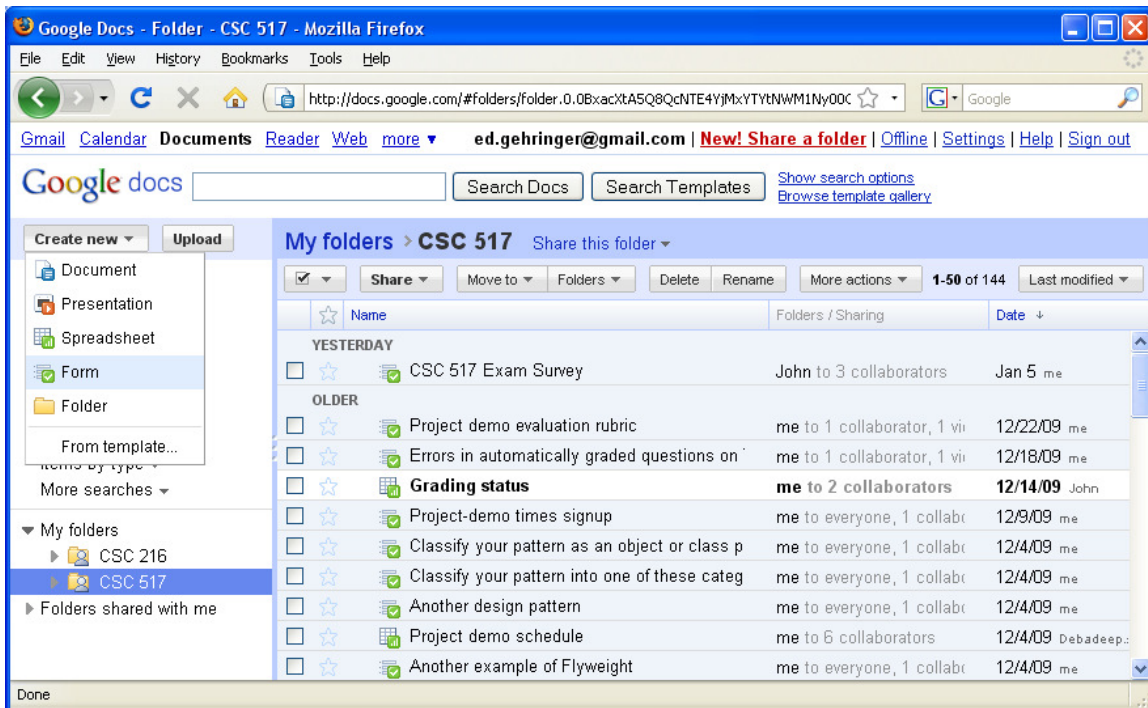 Google Docs - Folder - CSC 517 - Mozilla Firefox
File Edit View History Bookmarks Tools Help
http://docs.google.com/#folders/folder.0.0BxacXtA5Q8QcNTE4YjMxYTYtNWM1Ny00C
G Google
Gmail Calendar Documents Reader Web more ▼ ed.gehringer@gmail.com | New! Share a folder | Offline | Settings | Help | Sign out
Google docs Search Docs Search Templates Show search options
Browse template gallery
Create new Upload
Document
Presentation
Spreadsheet
Form
Folder
From template...
Items by type
More searches
My folders
CSC 216
CSC 517
Folders shared with me
My folders > CSC 517 Share this folder
Share Move to Folders Delete Rename More actions 1-50 of 144 Last modified
Name Folders / Sharing Date ↓
YESTERDAY
CSC 517 Exam Survey John to 3 collaborators Jan 5 me
OLDER
Project demo evaluation rubric me to 1 collaborator, 1 vi 12/22/09 me
Errors in automatically graded questions on me to 1 collaborator, 1 vi 12/18/09 me
Grading status me to 2 collaborators 12/14/09 John
Project-demo times signup me to everyone, 1 collab 12/9/09 me
Classify your pattern as an object or class p me to everyone, 1 collab 12/4/09 me
Classify your pattern into one of these categ me to everyone, 1 collab 12/4/09 me
Another design pattern me to everyone, 1 collab 12/4/09 me
Project demo schedule me to 6 collaborators 12/4/09 Debadeep.
Another example of Flyweight me to everyone, 1 collab 12/4/09 me
Done